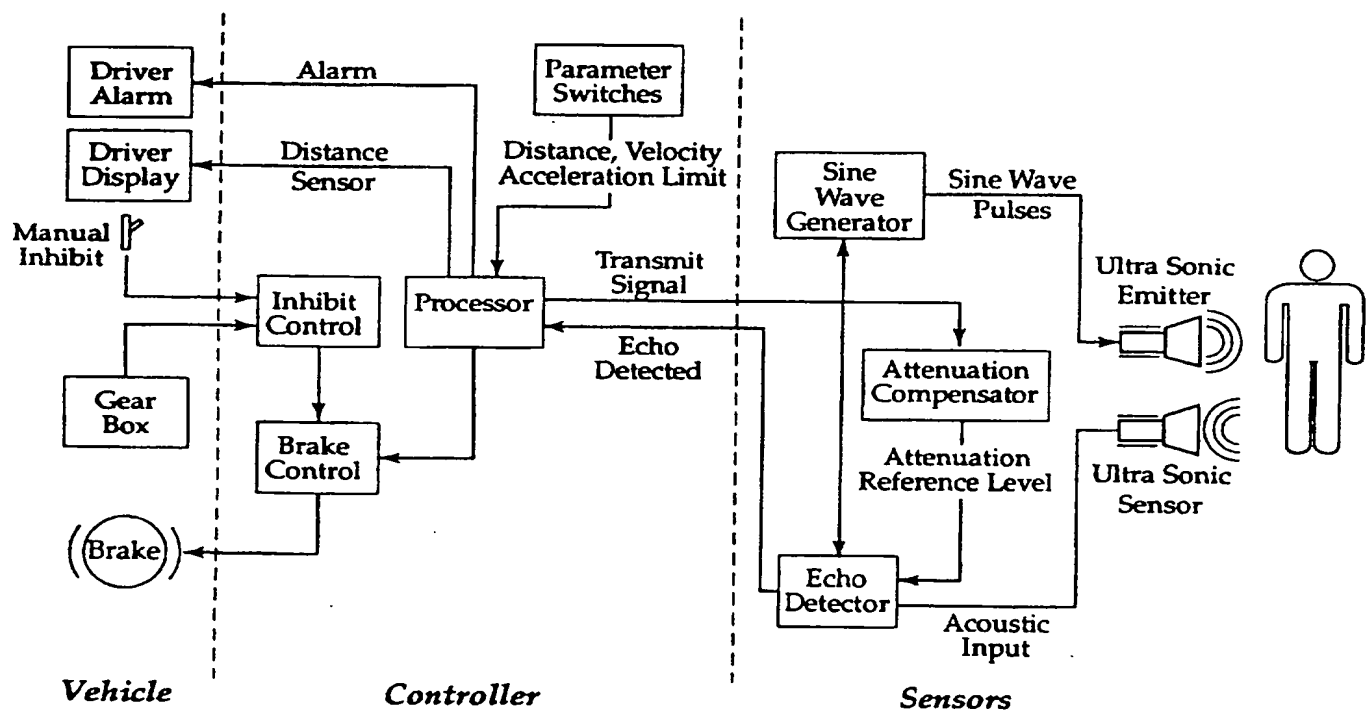 Driver
Alarm
Alarm
Parameter
Switches
Driver
Display
Distance
Sensor
Distance, Velocity
Acceleration Limit
Sine
Wave
Generator
Sine Wave
Pulses
Manual
Inhibit
Inhibit
Control
Processor
Transmit
Signal
Echo
Detected
Ultra Sonic
Emitter
Attenuation
Compensator
Gear
Box
Brake
Control
Attenuation
Reference Level
Ultra Sonic
Sensor
Brake
Echo
Detector
Acoustic
Input
Vehicle
Controller
Sensors